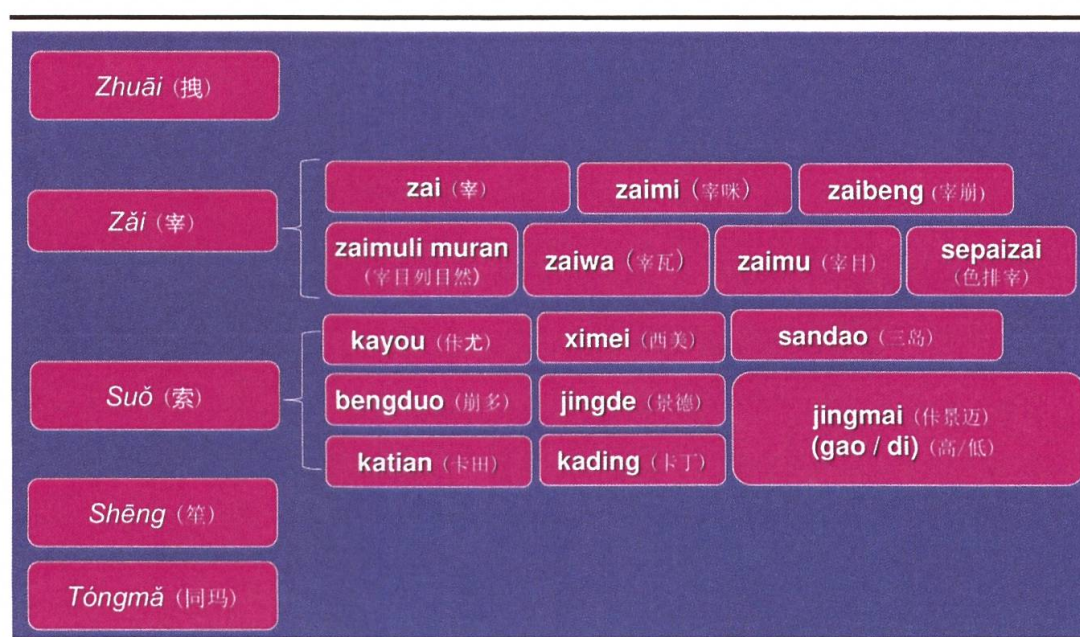 Zhuāi (拽)
Zǎi (宰)
zai (宰)
zaimi (宰咪)
zaibeng (宰崩)
zaimuli muran
(宰目列目然)
zaiwa (宰瓦)
zaimu (宰目)
sepaizai
(色排宰)
Suǒ (索)
kayou (佧尤)
ximei (西美)
sandao (三岛)
bengduo (崩多)
jingde (景德)
jingmai (佧景迈)
(gao / di) (高/低)
katian (卡田)
kading (卡丁)
Shēng (笙)
Tóngmǎ (同玛)